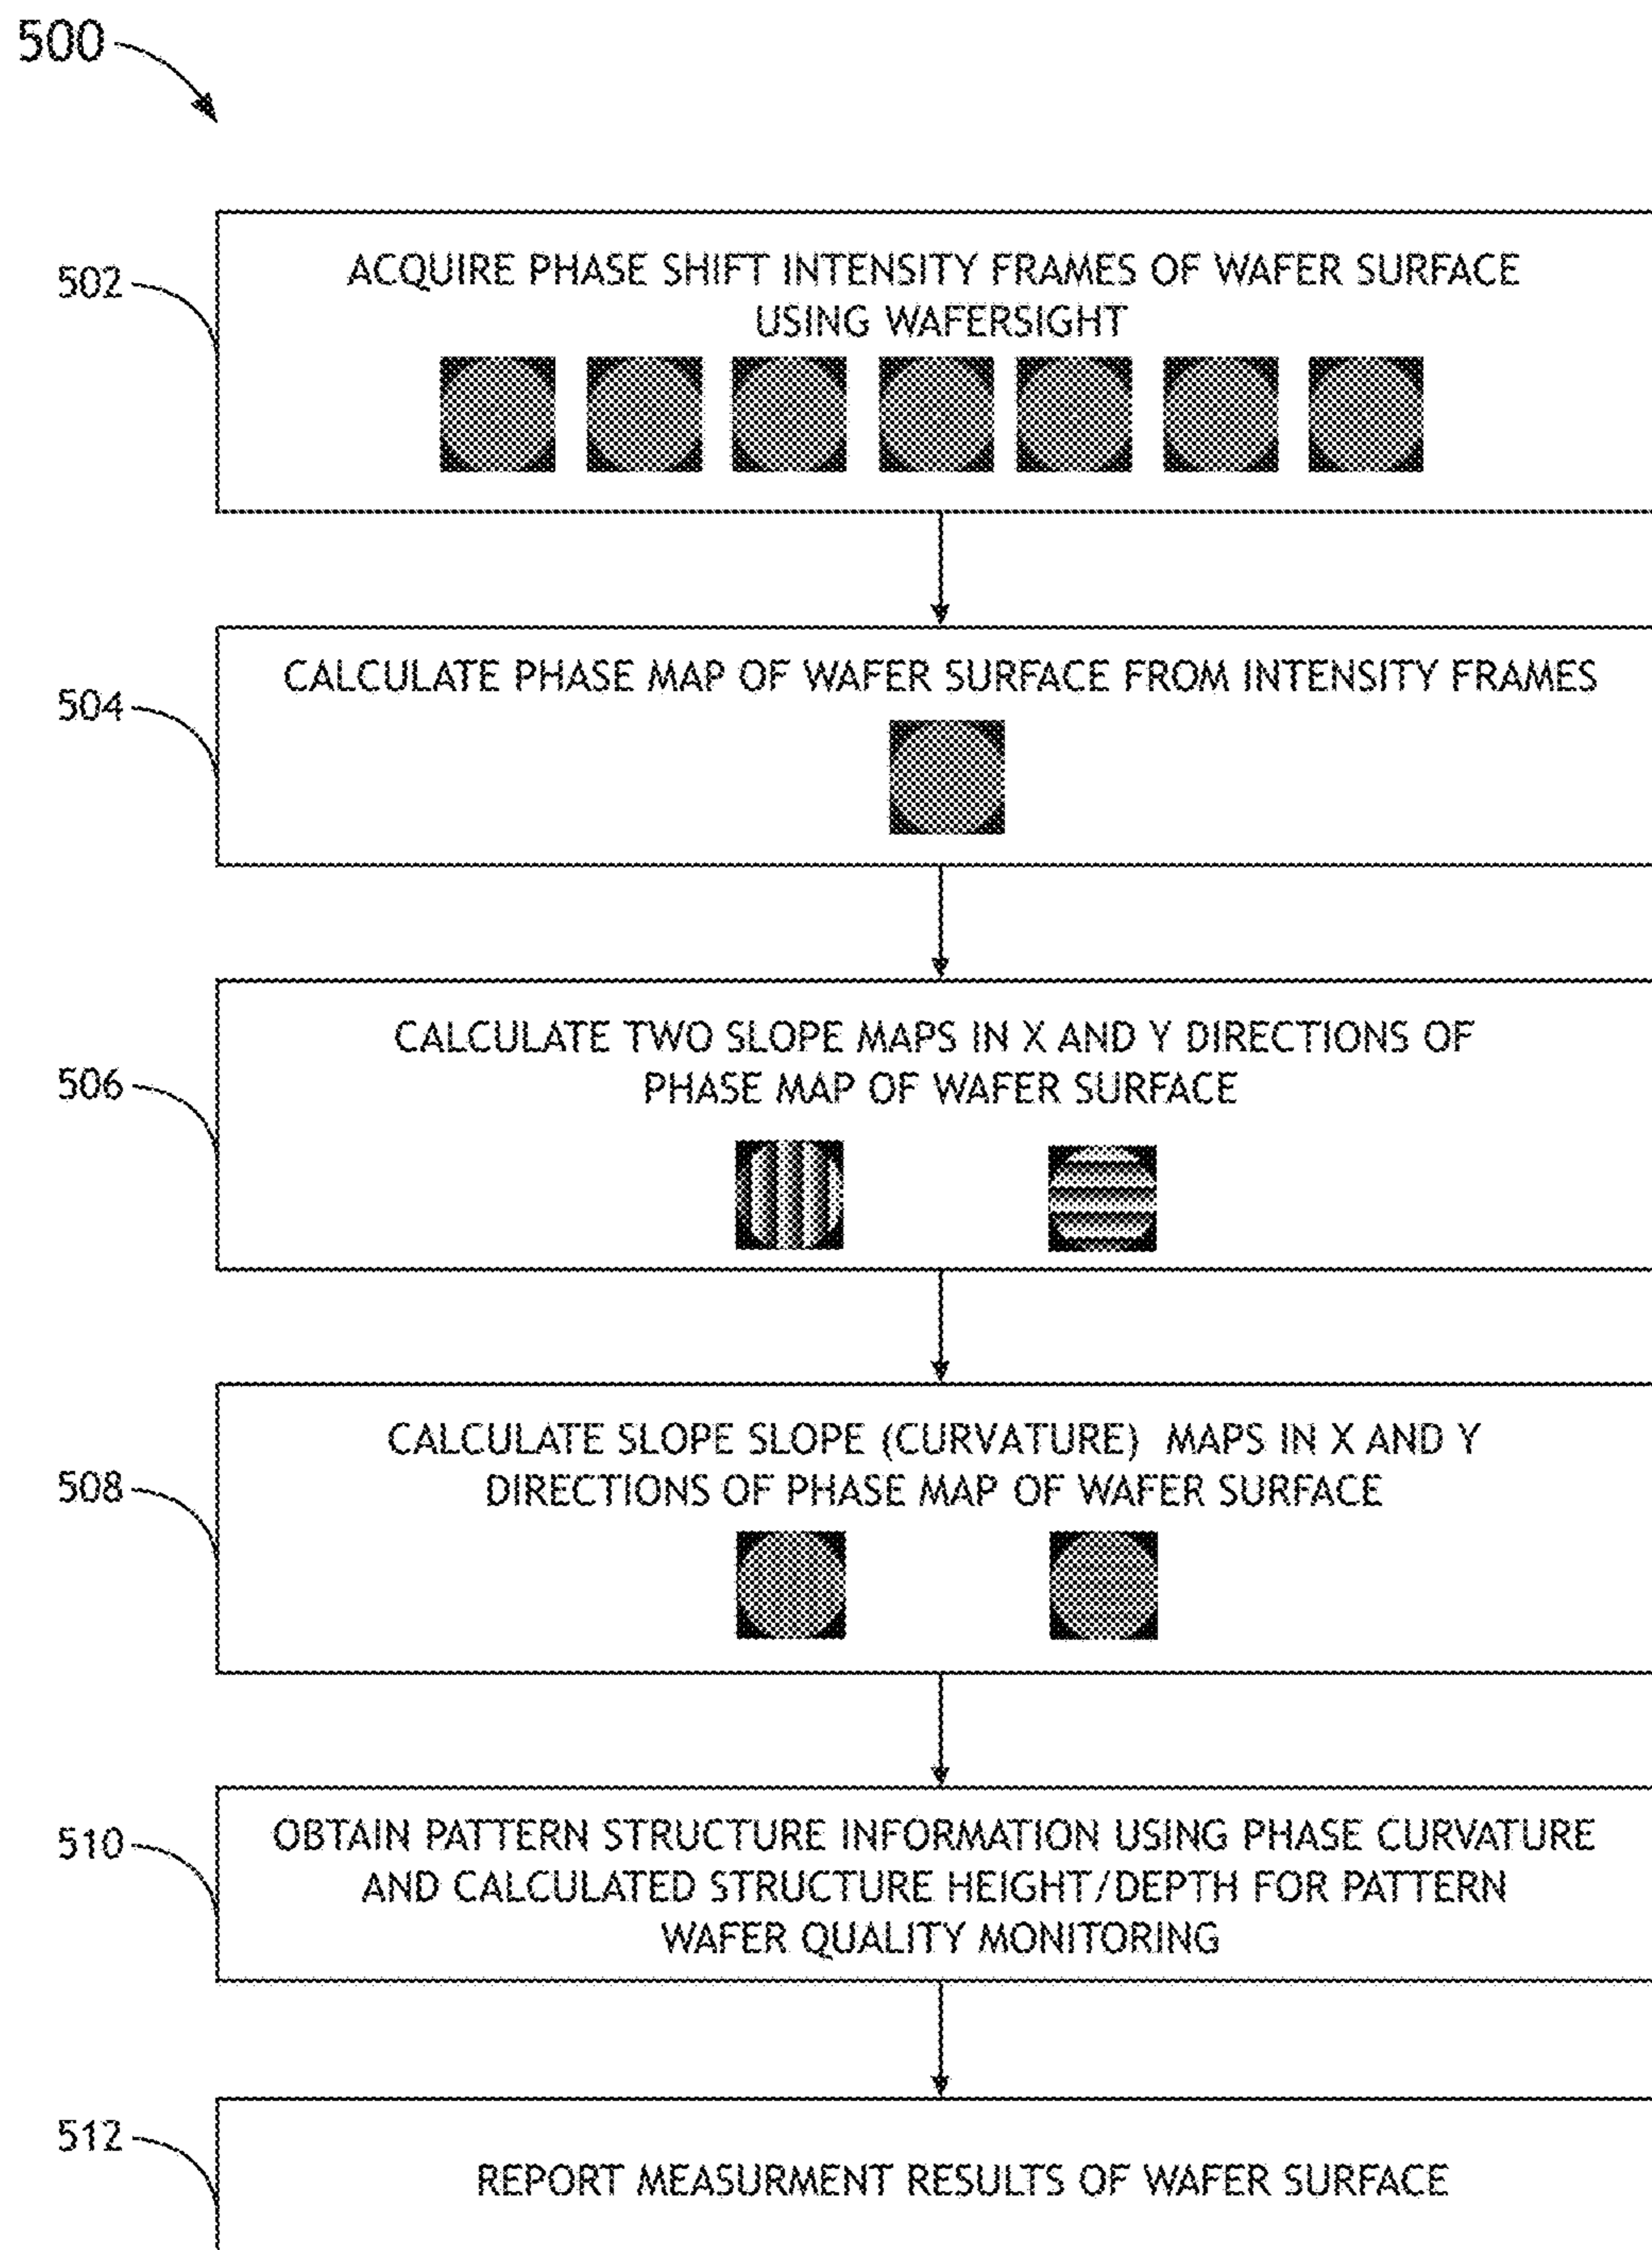 500
502
ACQUIRE PHASE SHIFT INTENSITY FRAMES OF WAFER SURFACE
USING WAFERSIGHT
504
CALCULATE PHASE MAP OF WAFER SURFACE FROM INTENSITY FRAMES
506
CALCULATE TWO SLOPE MAPS IN X AND Y DIRECTIONS OF
PHASE MAP OF WAFER SURFACE
508
CALCULATE SLOPE SLOPE (CURVATURE) MAPS IN X AND Y
DIRECTIONS OF PHASE MAP OF WAFER SURFACE
510
OBTAIN PATTERN STRUCTURE INFORMATION USING PHASE CURVATURE
AND CALCULATED STRUCTURE HEIGHT/DEPTH FOR PATTERN
WAFER QUALITY MONITORING
512
REPORT MEASURMENT RESULTS OF WAFER SURFACE